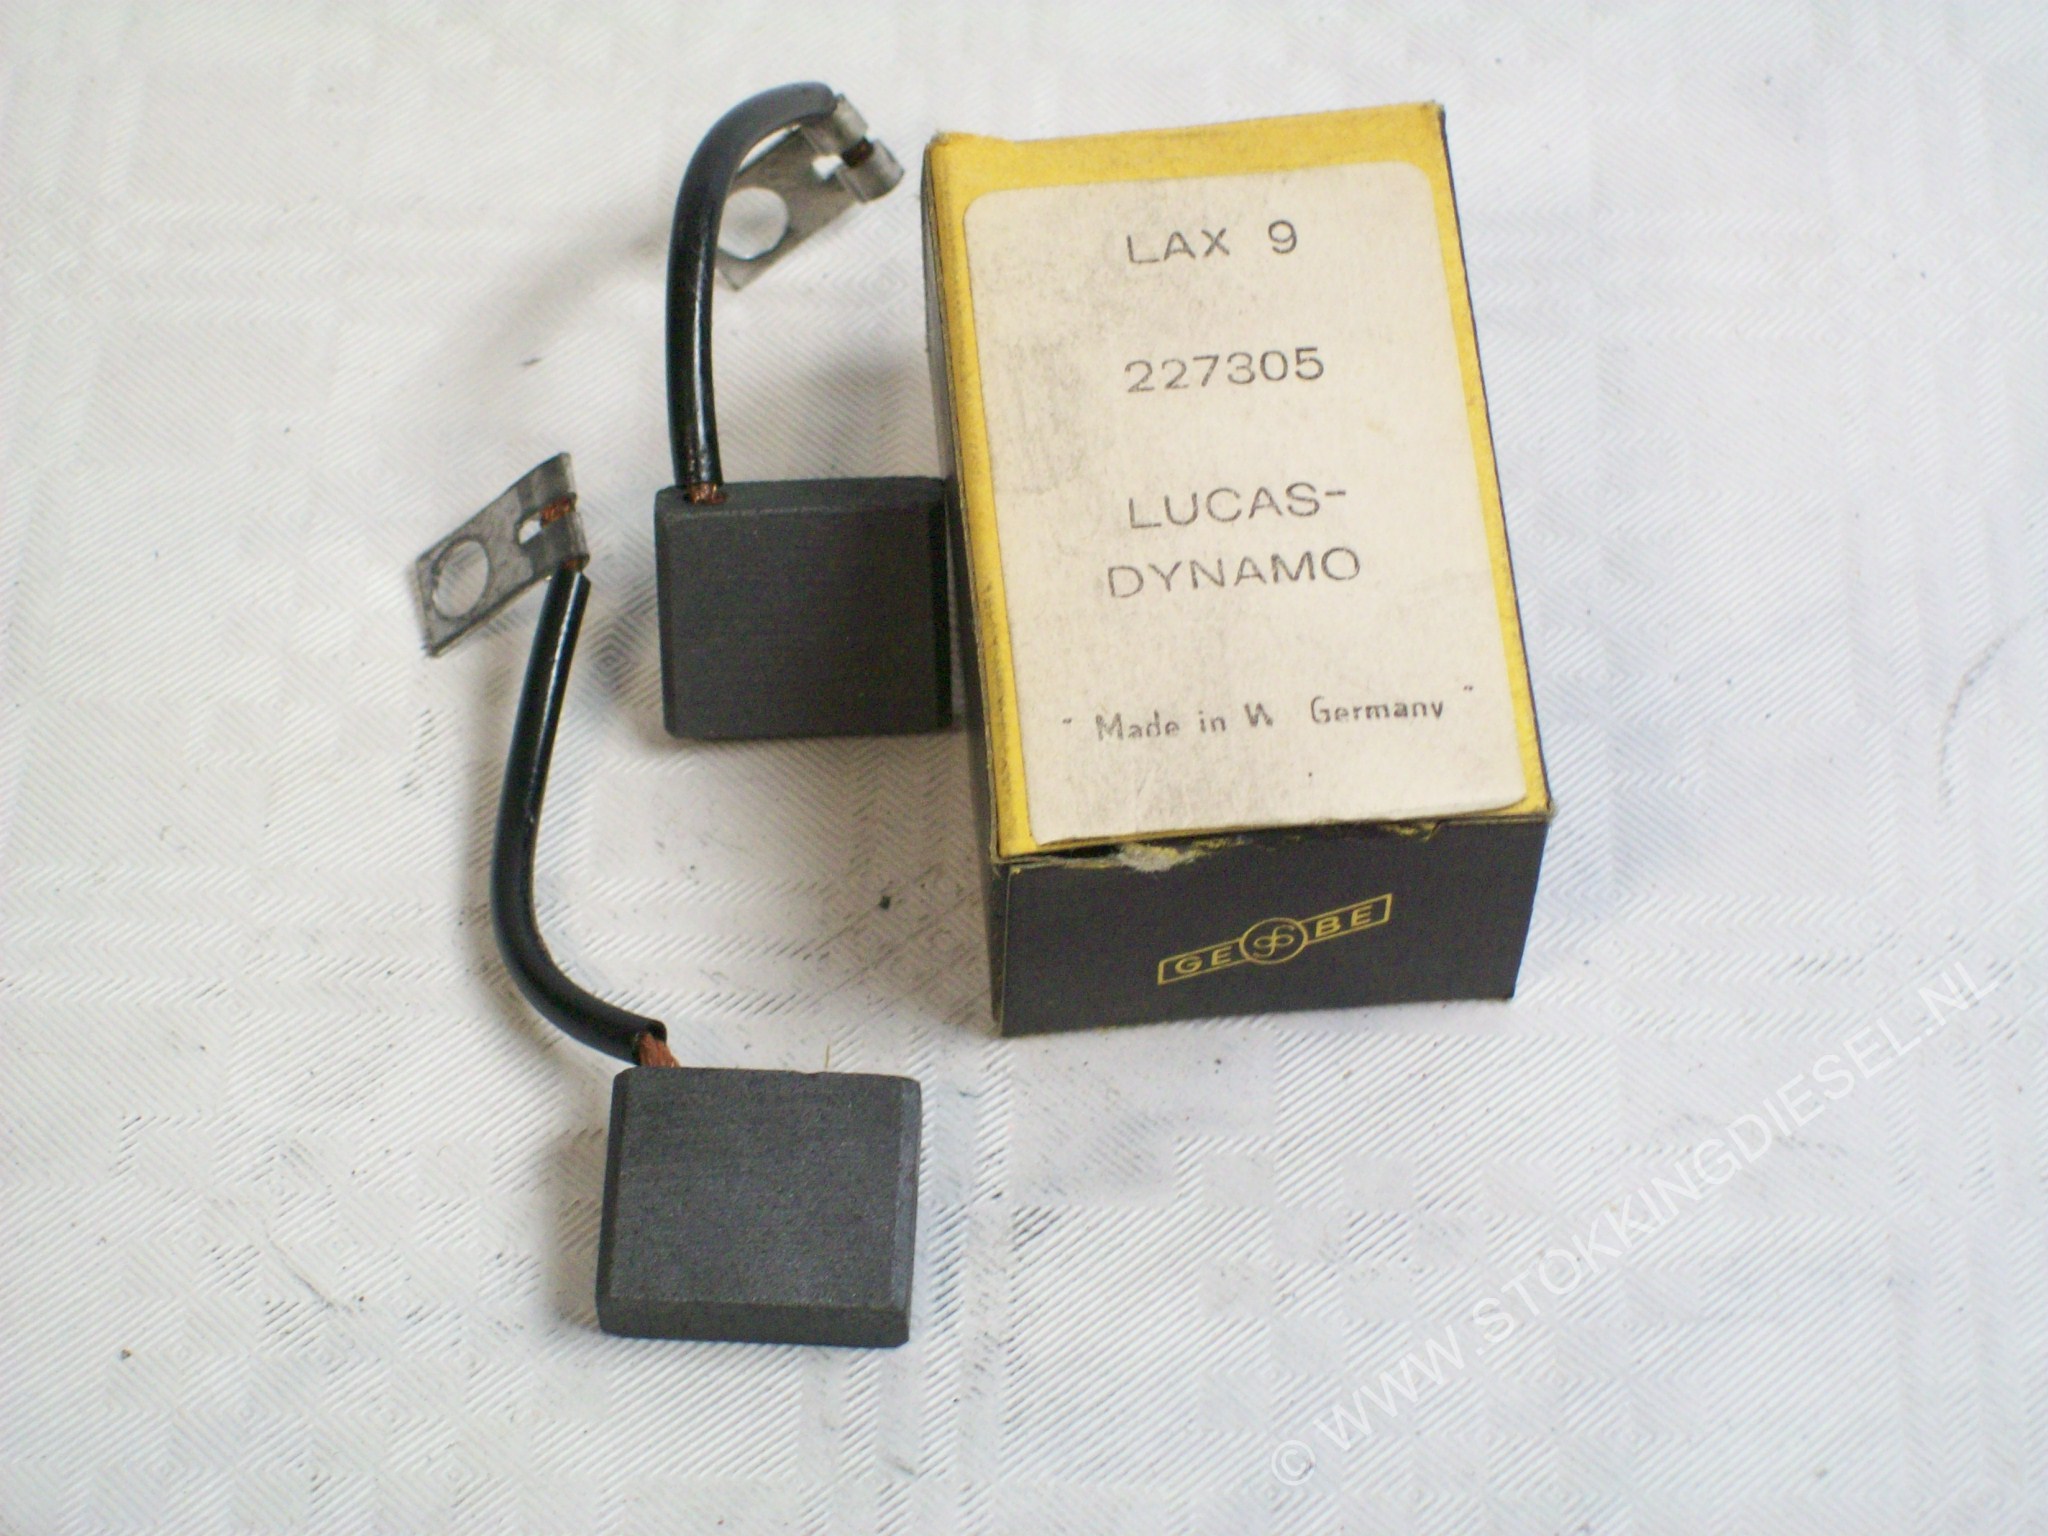 LAX 9
227305
LUCAS-
DYNAMO
"Made in W. Germany"
GE BE
© WWW.STOKKINGDIESEL.NL